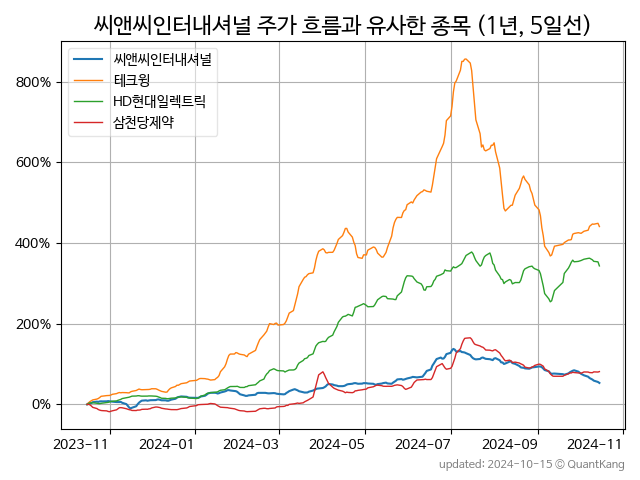 씨앤씨인터내셔널 주가 흐름과 유사한 종목 (1년, 5일선)
씨앤씨인터내셔널
테크윙
HD현대일렉트릭
삼천당제약
800%
600%
400%
200%
0%
2023-11 2024-01 2024-03 2024-05 2024-07 2024-09 2024-11
updated: 2024-10-15 © QuantKang